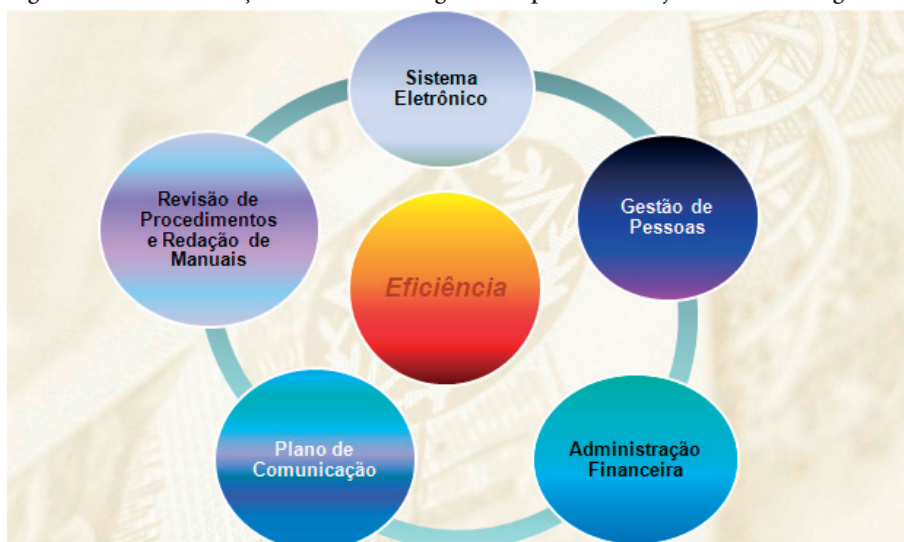 Sistema
Eletrônico
Gestão de
Pessoas
Administração
Financeira
Plano de
Comunicação
Revisão de
Procedimentos
e Redação de
Manuais
Eficiência